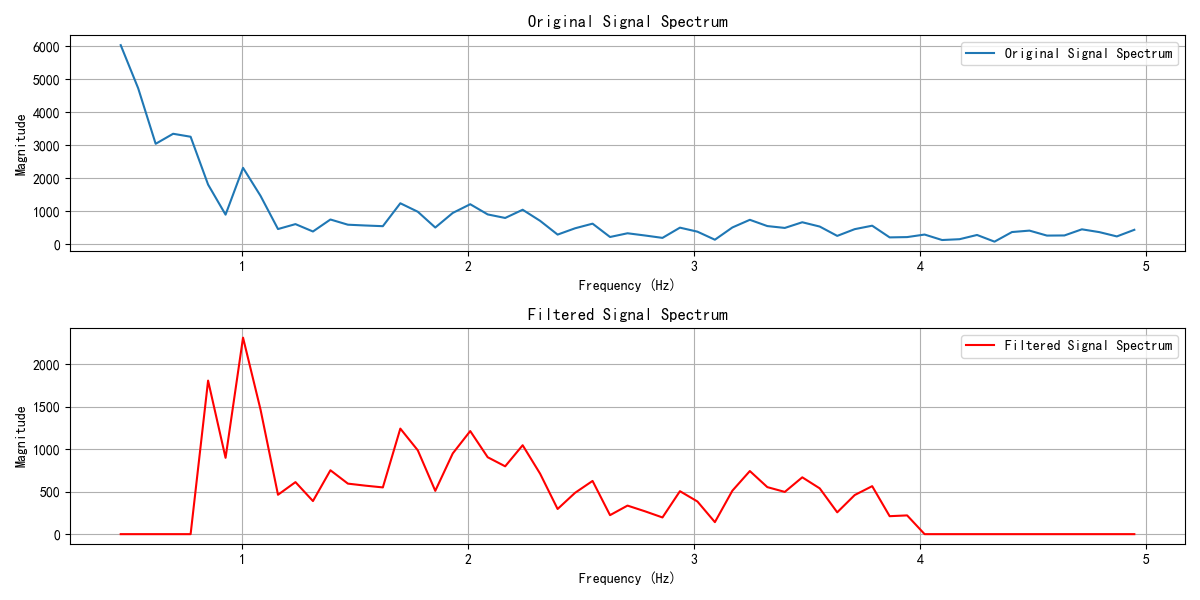 Original Signal Spectrum
Original Signal Spectrum
Magnitude
6000
5000
4000
3000
2000
1000
0
1 2 3 4 5
Frequency (Hz)
Filtered Signal Spectrum
Filtered Signal Spectrum
Magnitude
2000
1500
1000
500
0
1 2 3 4 5
Frequency (Hz)